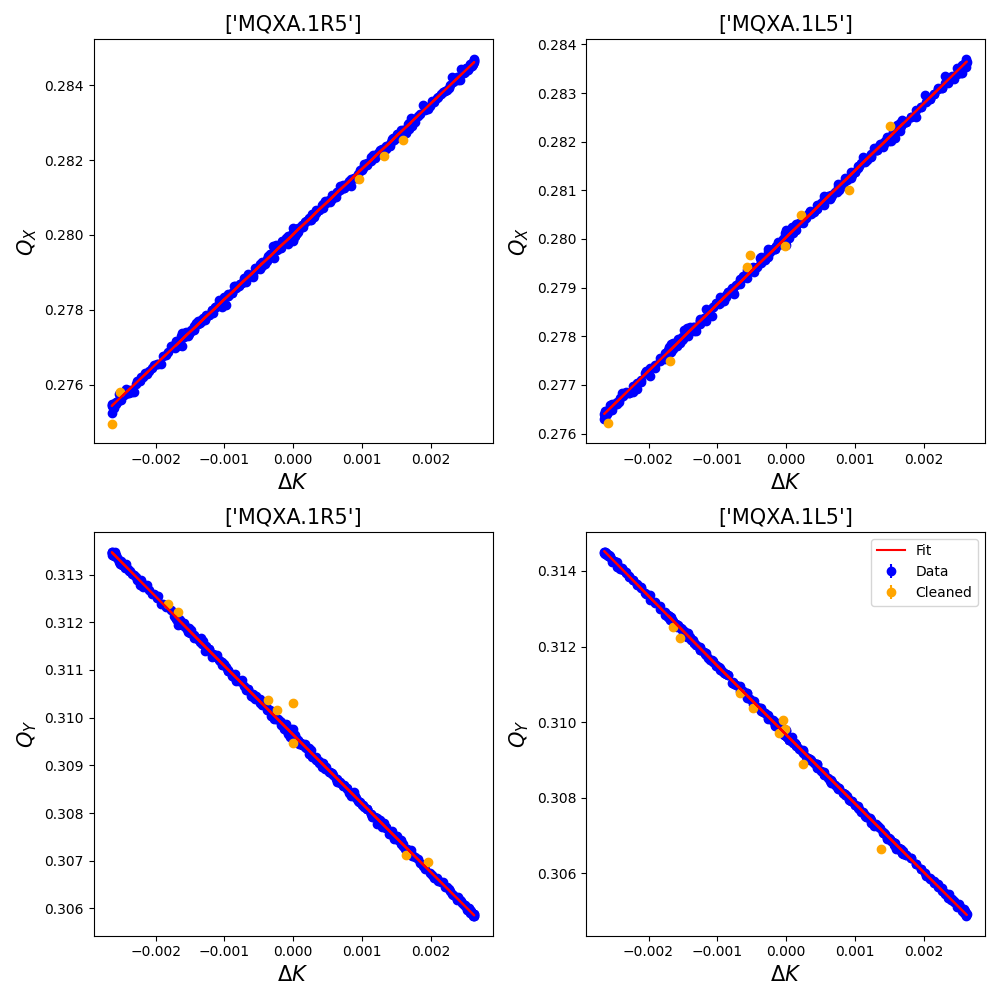 ['MQXA.1R5']
0.284
0.282
0.280
0.278
0.276
Q_X
−0.002 −0.001 0.000 0.001 0.002
ΔK
['MQXA.1L5']
0.284
0.283
0.282
0.281
0.280
0.279
0.278
0.277
0.276
Q_X
−0.002 −0.001 0.000 0.001 0.002
ΔK
['MQXA.1R5']
0.313
0.312
0.311
0.310
0.309
0.308
0.307
0.306
Q_Y
−0.002 −0.001 0.000 0.001 0.002
ΔK
['MQXA.1L5']
Fit
Data
Cleaned
0.314
0.312
0.310
0.308
0.306
Q_Y
−0.002 −0.001 0.000 0.001 0.002
ΔK